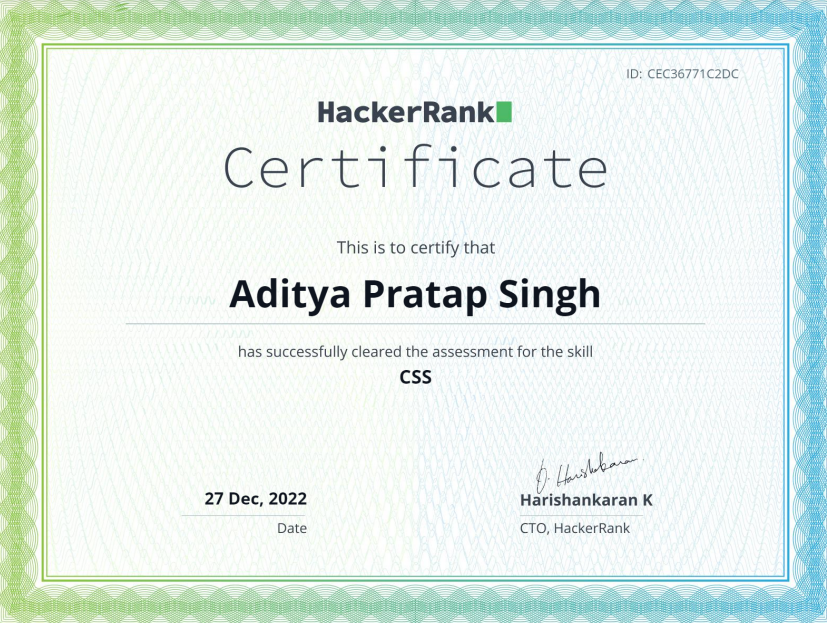 ID: CEC36771C2DC
HackerRank
Certificate
This is to certify that
Aditya Pratap Singh
has successfully cleared the assessment for the skill
CSS
27 Dec, 2022
Date
Harishankaran K
CTO, HackerRank